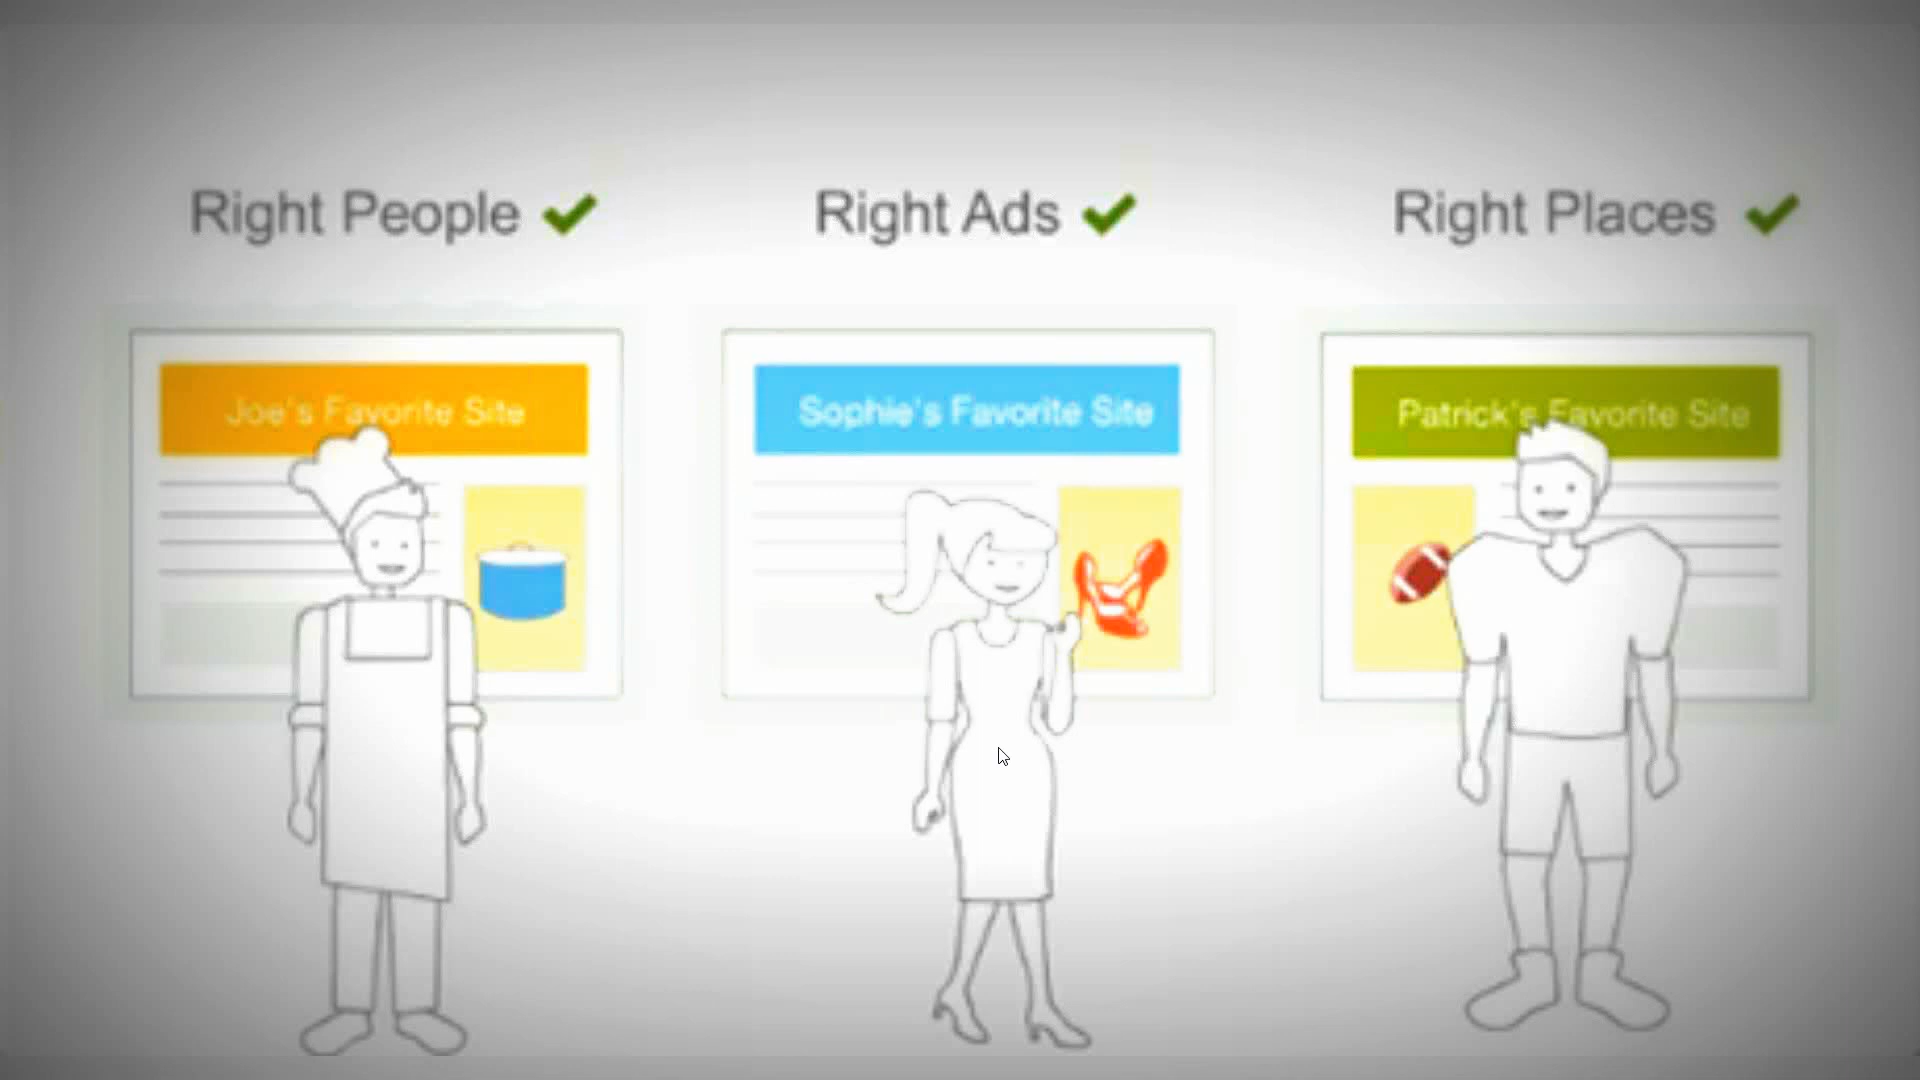 Right People
Right Ads
Right Places
Joe's Favorite Site
Sophie's Favorite Site
Patrick's Favorite Site